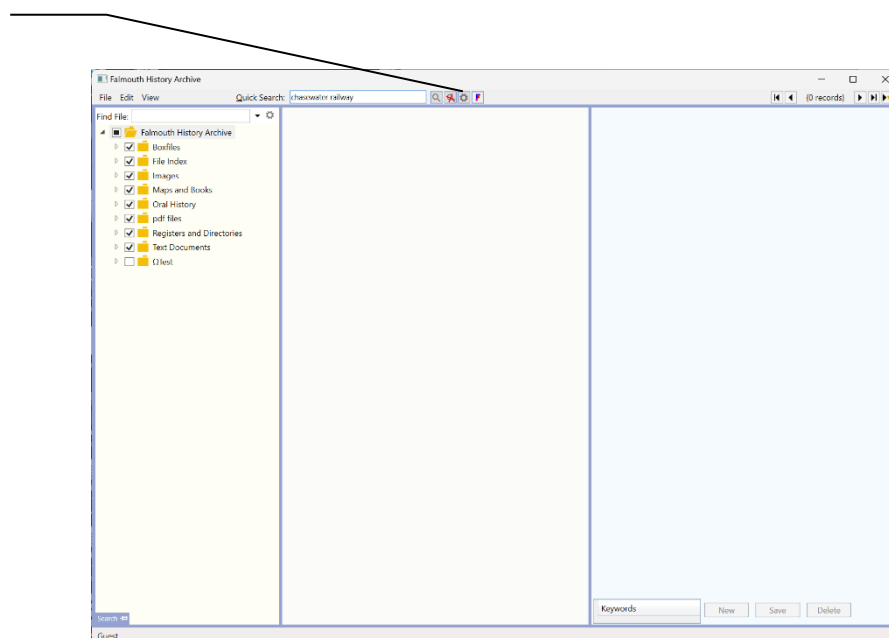 Falmouth History Archive
File Edit View Quick Search: chasewater railway (0 records)
Find File:
Falmouth History Archive
Boxfiles
File Index
Images
Maps and Books
Oral History
pdf files
Registers and Directories
Text Documents
ΩTest
Keywords New Save Delete
Search
Guest